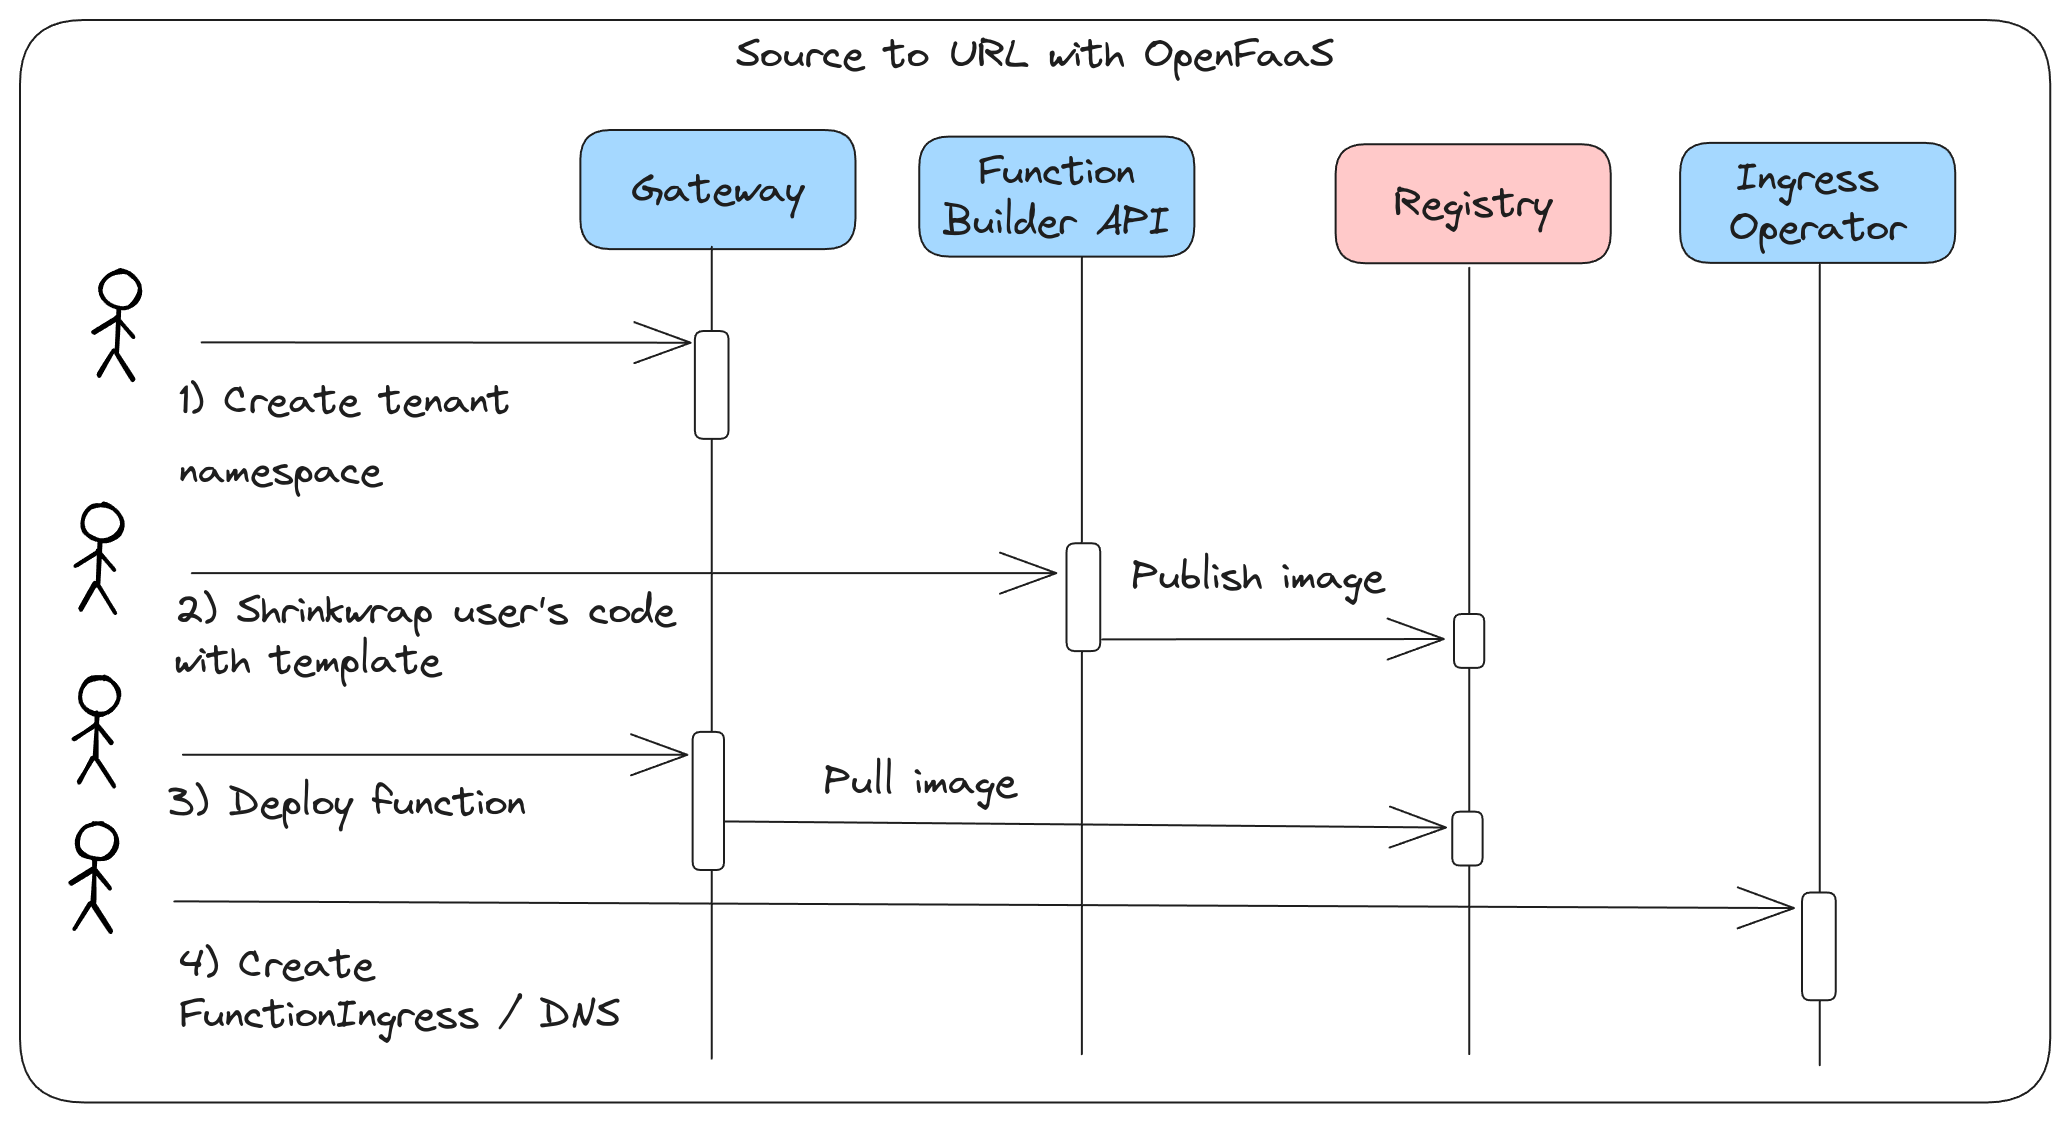 Source to URL with OpenFaaS
Gateway
Function
Builder API
Registry
Ingress
Operator
1) Create tenant
namespace
2) Shrinkwrap user's code
with template
Publish image
3) Deploy function
Pull image
4) Create
FunctionIngress / DNS